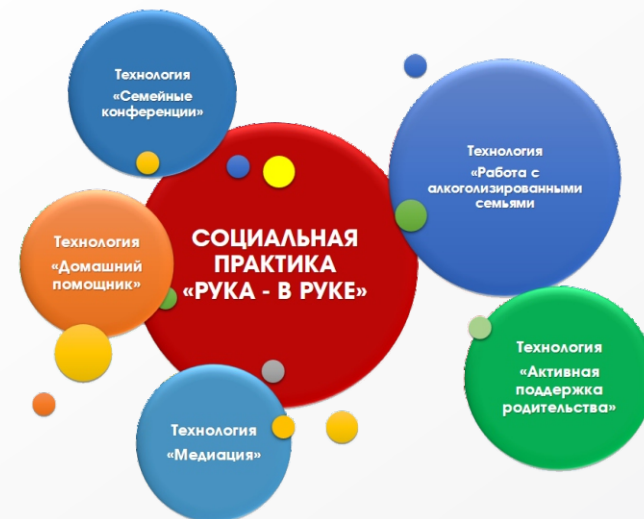 Технология
«Семейные
конференции»
Технология
«Работа с
алкоголизированными
семьями
Технология
«Домашний
помощник»
СОЦИАЛЬНАЯ
ПРАКТИКА
«РУКА - В РУКЕ»
Технология
«Активная
поддержка
родительства»
Технология
«Медиация»